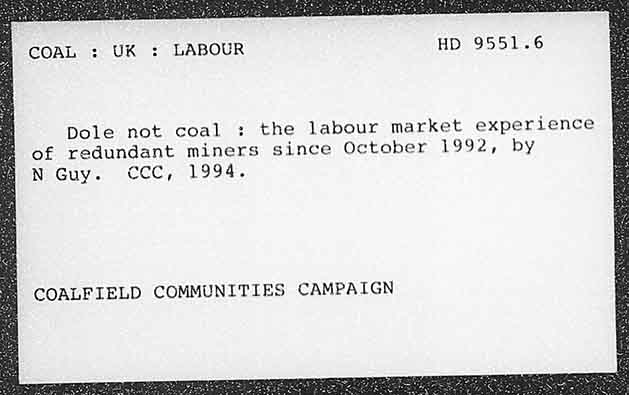 COAL : UK : LABOUR HD 9551.6
Dole not coal : the labour market experience
of redundant miners since October 1992, by
N Guy. CCC, 1994.
COALFIELD COMMUNITIES CAMPAIGN